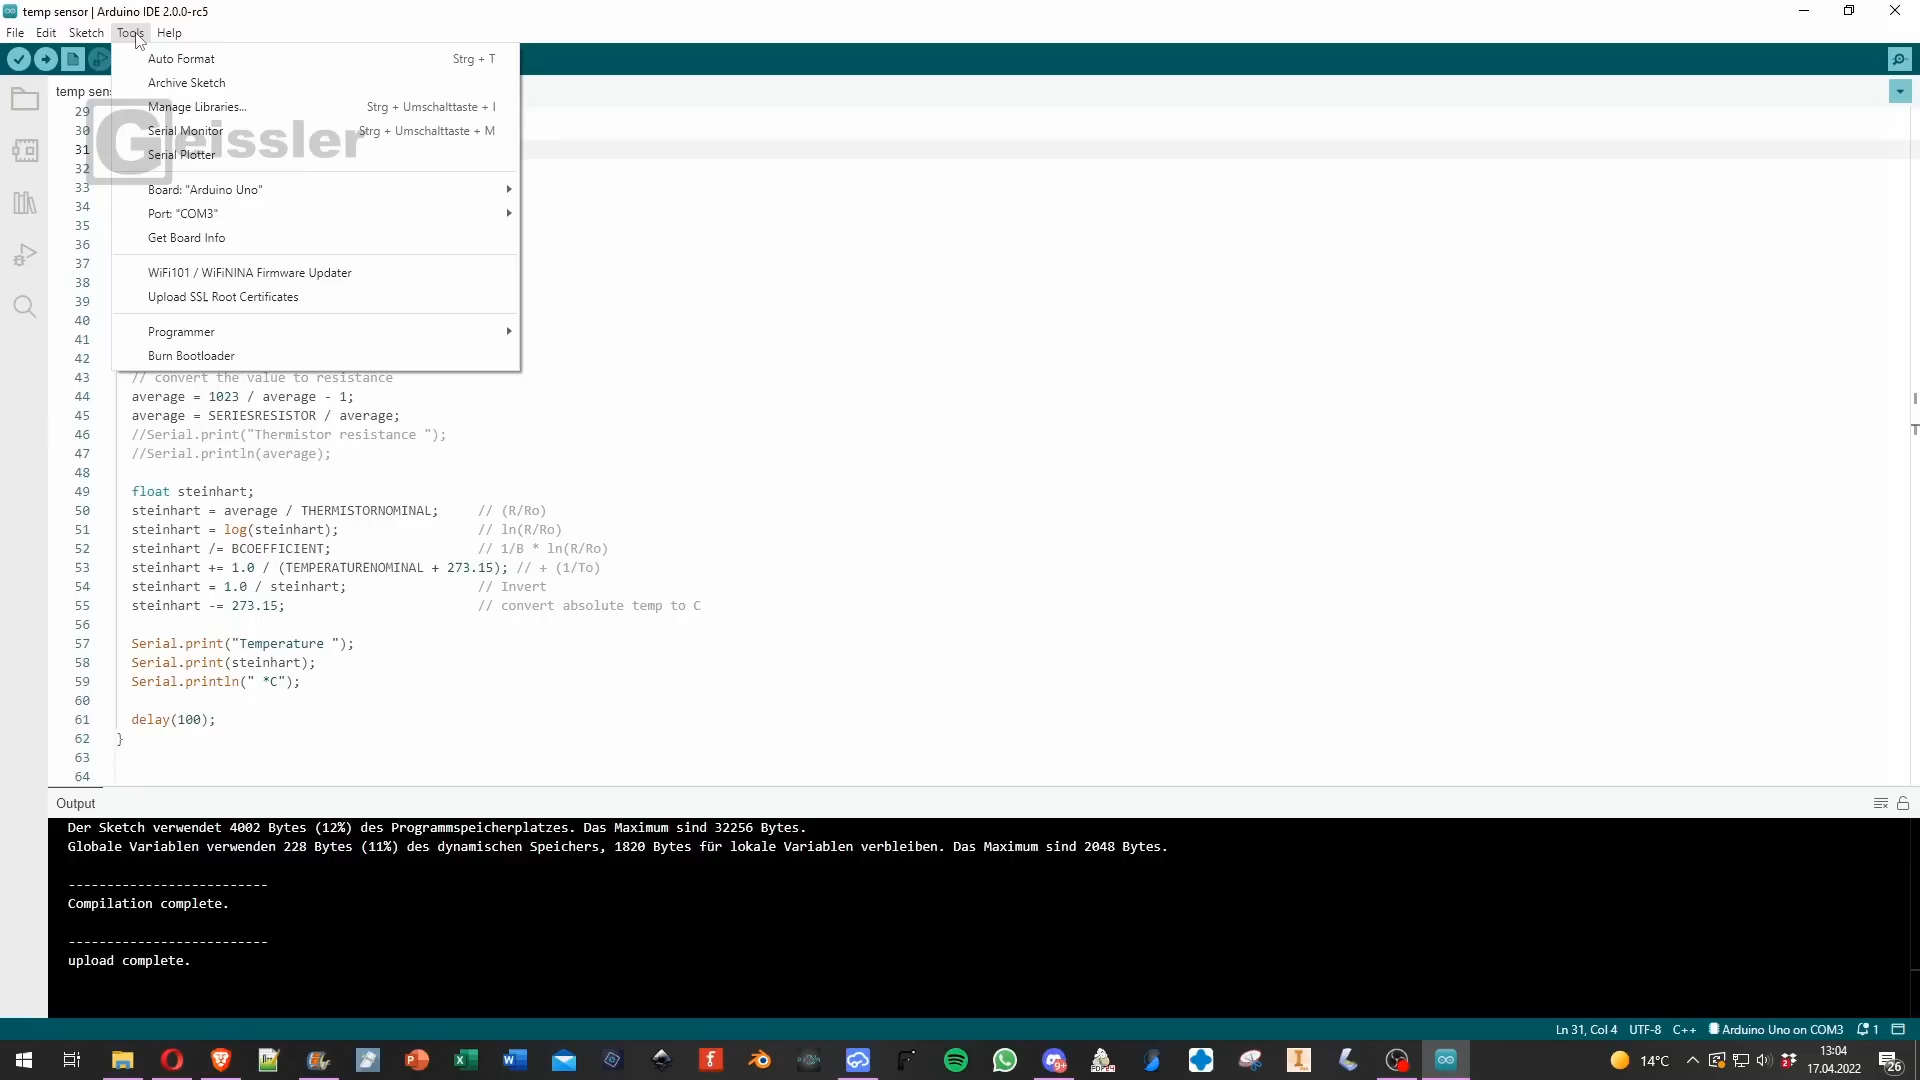 temp sensor | Arduino IDE 2.0.0-rc5
File Edit Sketch Tools Help
Auto Format Strg + T
Archive Sketch
temp sen
Manage Libraries... Strg + Umschalttaste + I
Serial Monitor Strg + Umschalttaste + M
Geissler
Serial Plotter
Board: "Arduino Uno"
Port: "COM3"
Get Board Info
WiFi101 / WiFiNINA Firmware Updater
Upload SSL Root Certificates
Programmer
Burn Bootloader
29
30
31
32
33
34
35
36
37
38
39
40
41
42
43 // convert the value to resistance
44 average = 1023 / average - 1;
45 average = SERIESRESISTOR / average;
46 //Serial.print("Thermistor resistance ");
47 //Serial.println(average);
48
49 float steinhart;
50 steinhart = average / THERMISTORNOMINAL; // (R/Ro)
51 steinhart = log(steinhart); // ln(R/Ro)
52 steinhart /= BCOEFFICIENT; // 1/B * ln(R/Ro)
53 steinhart += 1.0 / (TEMPERATURENOMINAL + 273.15); // + (1/To)
54 steinhart = 1.0 / steinhart; // Invert
55 steinhart -= 273.15; // convert absolute temp to C
56
57 Serial.print("Temperature ");
58 Serial.print(steinhart);
59 Serial.println(" *C");
60
61 delay(100);
62 }
63
64
Output
Der Sketch verwendet 4002 Bytes (12%) des Programmspeicherplatzes. Das Maximum sind 32256 Bytes.
Globale Variablen verwenden 228 Bytes (11%) des dynamischen Speichers, 1820 Bytes für lokale Variablen verbleiben. Das Maximum sind 2048 Bytes.
--------------------------
Compilation complete.
--------------------------
upload complete.
Ln 31, Col 4 UTF-8 C++ Arduino Uno on COM3 1
14°C
13:04
17.04.2022
26